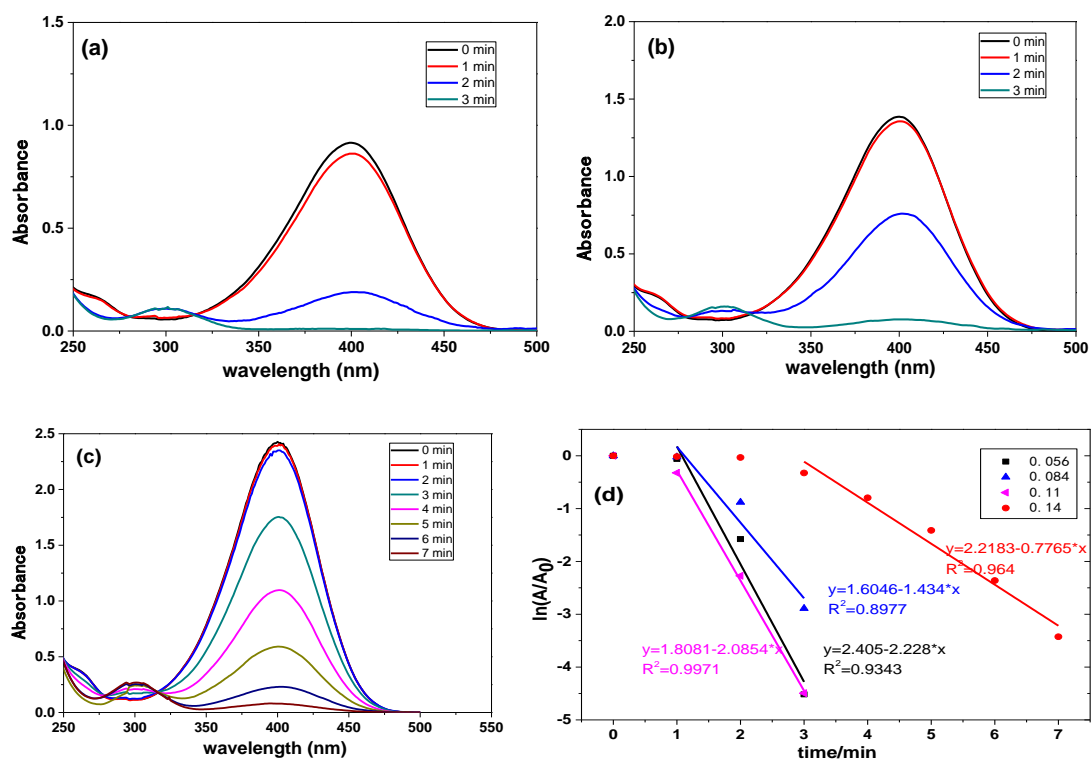 (a)
0 min
1 min
2 min
3 min
1.5
1.0
0.5
0.0
Absorbance
250 300 350 400 450 500
wavelength (nm)
(b)
0 min
1 min
2 min
3 min
2.0
1.5
1.0
0.5
0.0
Absorbance
250 300 350 400 450 500
wavelength (nm)
(c)
0 min
1 min
2 min
3 min
4 min
5 min
6 min
7 min
2.5
2.0
1.5
1.0
0.5
0.0
Absorbance
250 300 350 400 450 500 550
wavelength (nm)
(d)
0. 056
0. 084
0. 11
0. 14
0
-1
-2
-3
-4
-5
ln(A/A0)
y=2.2183-0.7765*x
R²=0.964
y=1.6046-1.434*x
R²=0.8977
y=1.8081-2.0854*x
R²=0.9971
y=2.405-2.228*x
R²=0.9343
0 1 2 3 4 5 6 7
time/min